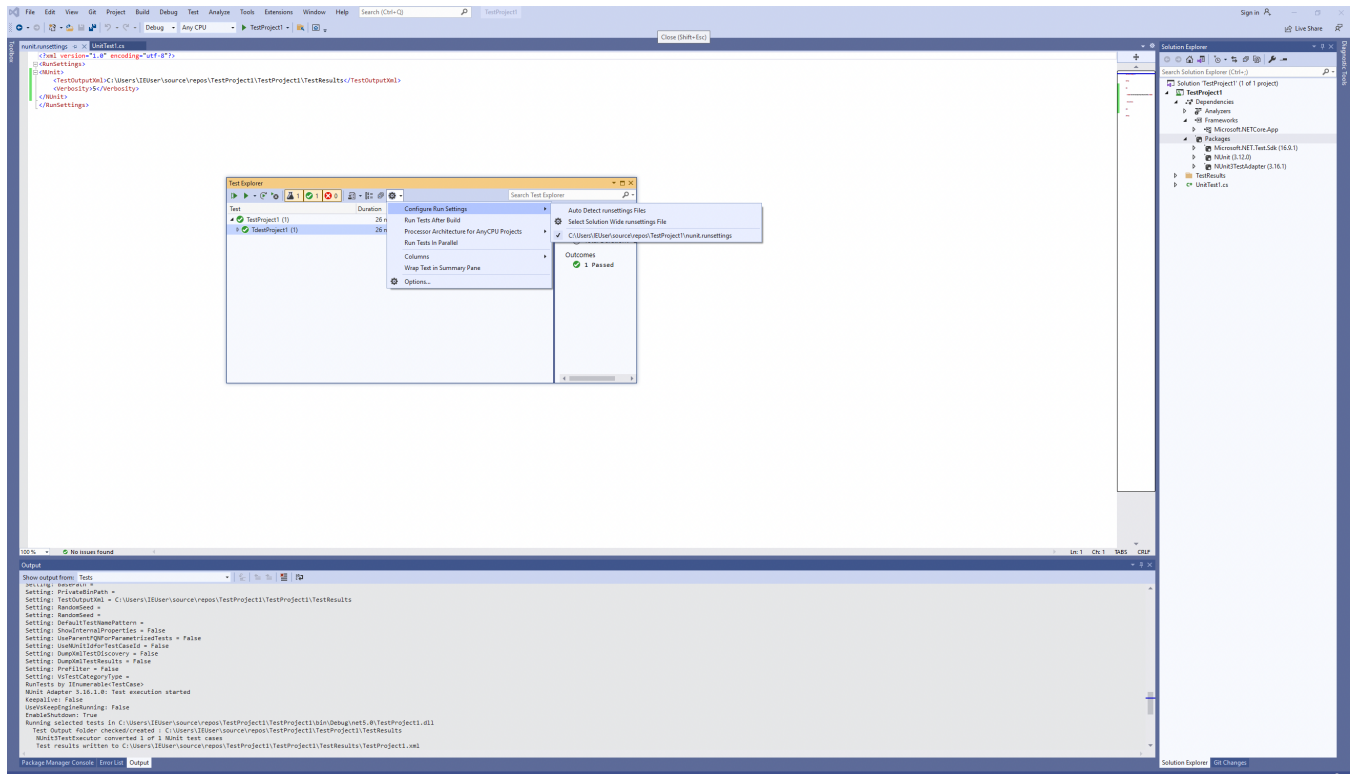 File Edit View Git Project Build Debug Test Analyze Tools Extensions Window Help Search (Ctrl+Q) TestProject1 Sign in
Debug Any CPU TestProject1 Live Share
Close (Shift+Esc)
Toolbox
nunit.runsettings UnitTest1.cs
<?xml version="1.0" encoding="utf-8"?>
<RunSettings>
<NUnit>
<TestOutputXml>C:\Users\IEUser\source\repos\TestProject1\TestProject1\TestResults</TestOutputXml>
<Verbosity>5</Verbosity>
</NUnit>
</RunSettings>
Test Explorer
1 1 0 Search Test Explorer
Test Duration
TestProject1 (1) 26 m
TdestProject1 (1) 26 m
Configure Run Settings
Run Tests After Build
Processor Architecture for AnyCPU Projects
Run Tests In Parallel
Columns
Wrap Text in Summary Pane
Options...
Auto Detect runsettings Files
Select Solution Wide runsettings File
C:\Users\IEUser\source\repos\TestProject1\nunit.runsettings
Outcomes
1 Passed
100 % No issues found Ln: 1 Ch: 1 TABS CRLF
Output
Show output from: Tests
Setting: BasePath =
Setting: PrivateBinPath =
Setting: TestOutputXml = C:\Users\IEUser\source\repos\TestProject1\TestProject1\TestResults
Setting: RandomSeed =
Setting: RandomSeed =
Setting: DefaultTestNamePattern =
Setting: ShowInternalProperties = False
Setting: UseParentFQNForParametrizedTests = False
Setting: UseNUnitIdforTestCaseId = False
Setting: DumpXmlTestDiscovery = False
Setting: DumpXmlTestResults = False
Setting: PreFilter = False
Setting: VsTestCategoryType =
RunTests by IEnumerable<TestCase>
NUnit Adapter 3.16.1.0: Test execution started
Keepalive: False
UseVsKeepEngineRunning: False
EnableShutdown: True
Running selected tests in C:\Users\IEUser\source\repos\TestProject1\TestProject1\bin\Debug\net5.0\TestProject1.dll
Test Output folder checked/created : C:\Users\IEUser\source\repos\TestProject1\TestProject1\TestResults
NUnit3TestExecutor converted 1 of 1 NUnit test cases
Test results written to C:\Users\IEUser\source\repos\TestProject1\TestProject1\TestResults\TestProject1.xml
Package Manager Console Error List Output
Solution Explorer
Search Solution Explorer (Ctrl+;)
Solution 'TestProject1' (1 of 1 project)
TestProject1
Dependencies
Analyzers
Frameworks
Microsoft.NETCore.App
Packages
Microsoft.NET.Test.Sdk (16.9.1)
NUnit (3.12.0)
NUnit3TestAdapter (3.16.1)
TestResults
C# UnitTest1.cs
Solution Explorer Git Changes
Diagnostic Tools